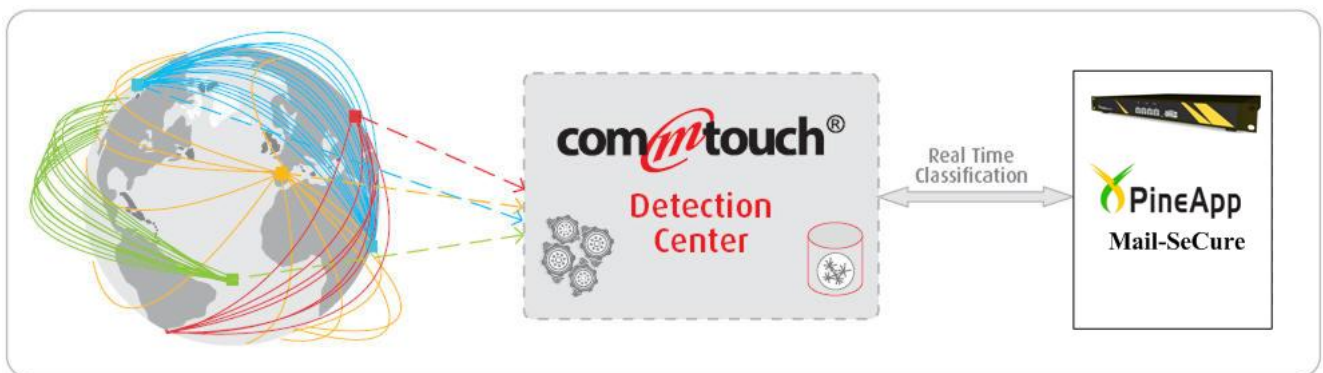 commtouch®
Detection
Center
Real Time
Classification
PineApp
Mail-SeCure